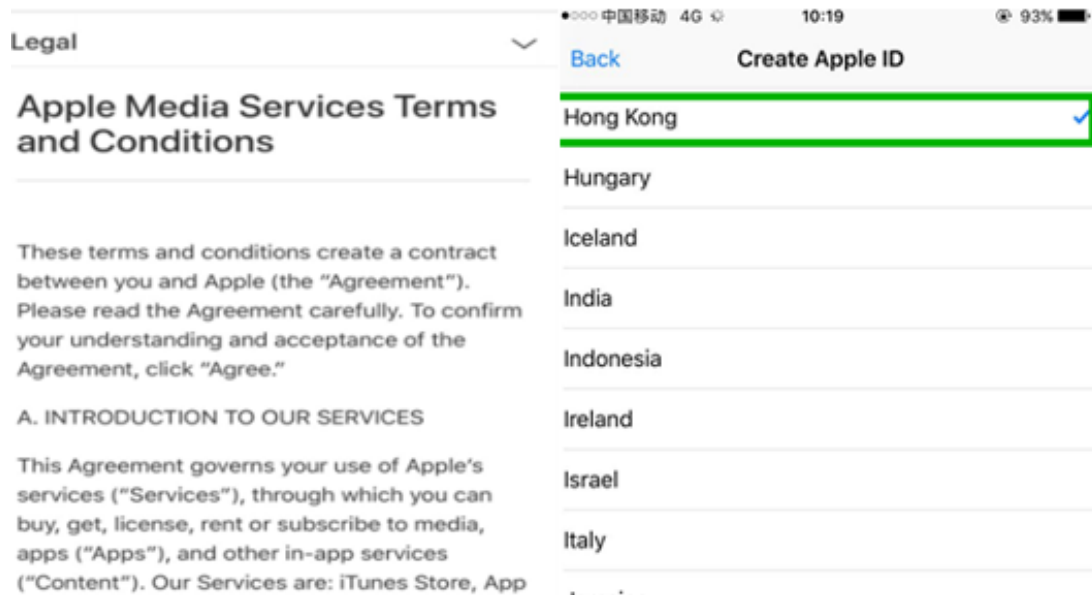 Legal
Apple Media Services Terms
and Conditions
These terms and conditions create a contract
between you and Apple (the “Agreement”).
Please read the Agreement carefully. To confirm
your understanding and acceptance of the
Agreement, click “Agree.”
A. INTRODUCTION TO OUR SERVICES
This Agreement governs your use of Apple’s
services (“Services”), through which you can
buy, get, license, rent or subscribe to media,
apps (“Apps”), and other in-app services
(“Content”). Our Services are: iTunes Store, App
中国移动 4G 10:19 93%
Back Create Apple ID
Hong Kong
Hungary
Iceland
India
Indonesia
Ireland
Israel
Italy